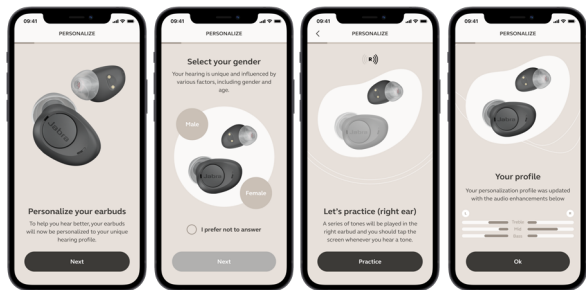 09:41
PERSONALIZE
Jabra
Personalize your earbuds
To help you hear better, your earbuds
will now be personalized to your unique
hearing profile.
Next
09:41
PERSONALIZE
Select your gender
Your hearing is unique and influenced by
various factors, including gender and
age.
Male
Jabra
Female
I prefer not to answer
Next
09:41
PERSONALIZE
R
Jabra
Let's practice (right ear)
A series of tones will be played in the
right earbud and you should tap the
screen whenever you hear a tone.
Practice
09:41
PERSONALIZE
Jabra
Your profile
Your personalization profile was updated
with the audio enhancements below
Treble
Mid
Bass
Ok